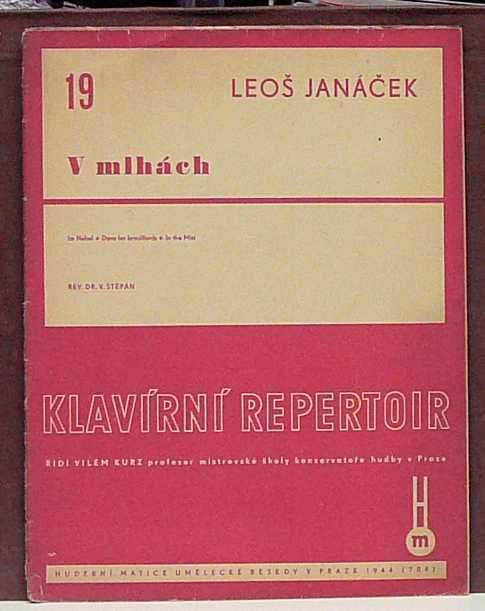 19
LEOŠ JANÁČEK
V mlhách
Im Nebel • Dans les brouillards • In the Mist
REV. DR. V. ŠTĚPÁN
KLAVÍRNÍ REPERTOIR
ŘÍDÍ VILÉM KURZ profesor mistrovské školy konservatoře hudby v Praze
H
m
HUDEBNÍ MATICE UMĚLECKÉ BESEDY V PRAZE 1944